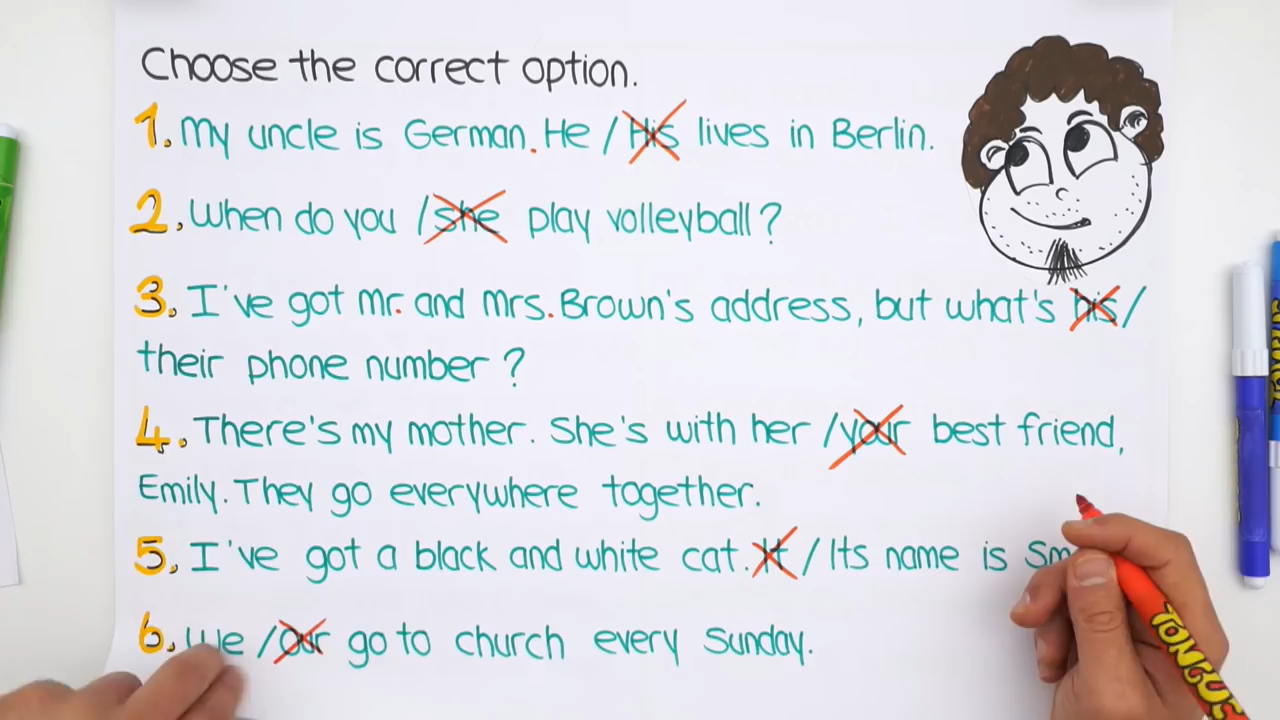 Choose the correct option.
1. My uncle is German. He / His lives in Berlin.
2. When do you / she play volleyball?
3. I've got Mr. and Mrs. Brown's address, but what's his /
their phone number?
4. There's my mother. She's with her / your best friend,
Emily. They go everywhere together.
5. I've got a black and white cat. It / Its name is
6. We / our go to church every Sunday.